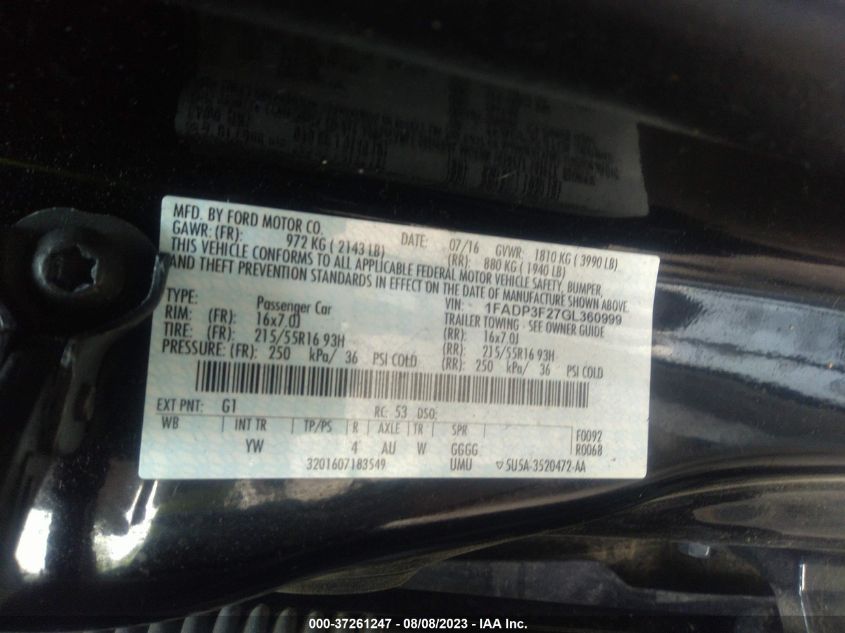 MFD. BY FORD MOTOR CO.
DATE: 07/16 GVWR: 1810 KG ( 3990 LB)
GAWR: (FR): 972 KG ( 2143 LB) (RR): 880 KG ( 1940 LB)
THIS VEHICLE CONFORMS TO ALL APPLICABLE FEDERAL MOTOR VEHICLE SAFETY, BUMPER,
AND THEFT PREVENTION STANDARDS IN EFFECT ON THE DATE OF MANUFACTURE SHOWN ABOVE.
VIN: 1FADP3F27GL360999
TYPE: Passenger Car TRAILER TOWING - SEE OWNER GUIDE
RIM: (FR): 16x7.0J (RR): 16x7.0J
TIRE: (FR): 215/55R16 93H (RR): 215/55R16 93H
PRESSURE: (FR): 250 kPa/ 36 PSI COLD (RR): 250 kPa/ 36 PSI COLD
EXT PNT: G1 RC: 53 DSO:
WB INT TR TP/PS R AXLE TR SPR F0092
YW 4 AU W GGGG R0068
3201607183549 UMU ▽5U5A-3520472-AA
000-37261247 - 08/08/2023 - IAA Inc.